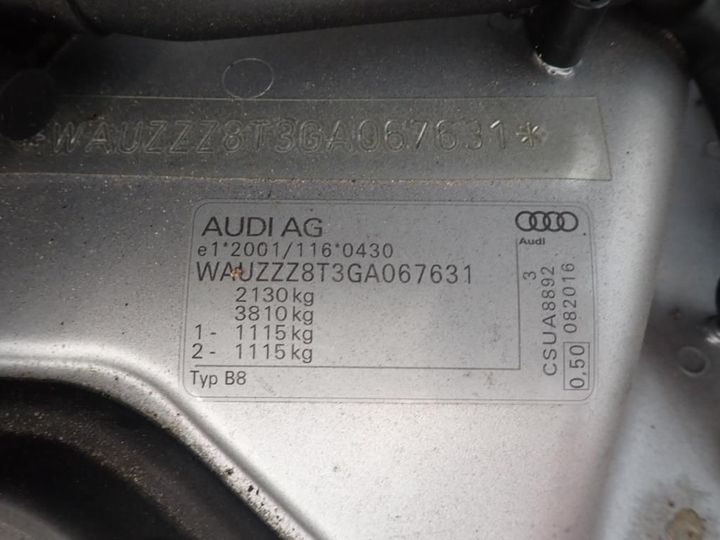 *WAUZZZ8T3GA067631*
AUDI AG
Audi
e1*2001/116*0430
WAUZZZ8T3GA067631
2130kg
3810kg
1- 1115kg
2- 1115kg
Typ B8
CSUA8892 3
0,50 082016